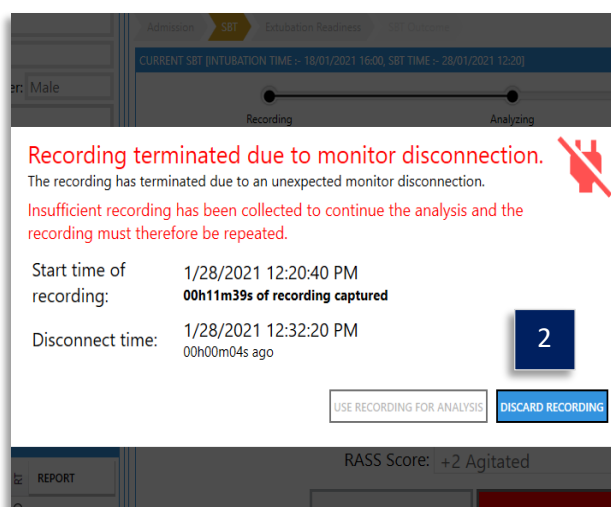 Admission
SBT
Extubation Readiness
SBT Outcome
CURRENT SBT [INTUBATION TIME :- 18/01/2021 16:00, SBT TIME :- 28/01/2021 12:20]
er: Male
Recording
Analyzing
Recording terminated due to monitor disconnection.
The recording has terminated due to an unexpected monitor disconnection.
Insufficient recording has been collected to continue the analysis and the
recording must therefore be repeated.
Start time of
recording:
1/28/2021 12:20:40 PM
00h11m39s of recording captured
Disconnect time:
1/28/2021 12:32:20 PM
00h00m04s ago
2
USE RECORDING FOR ANALYSIS
DISCARD RECORDING
RASS Score: +2 Agitated
RT
REPORT